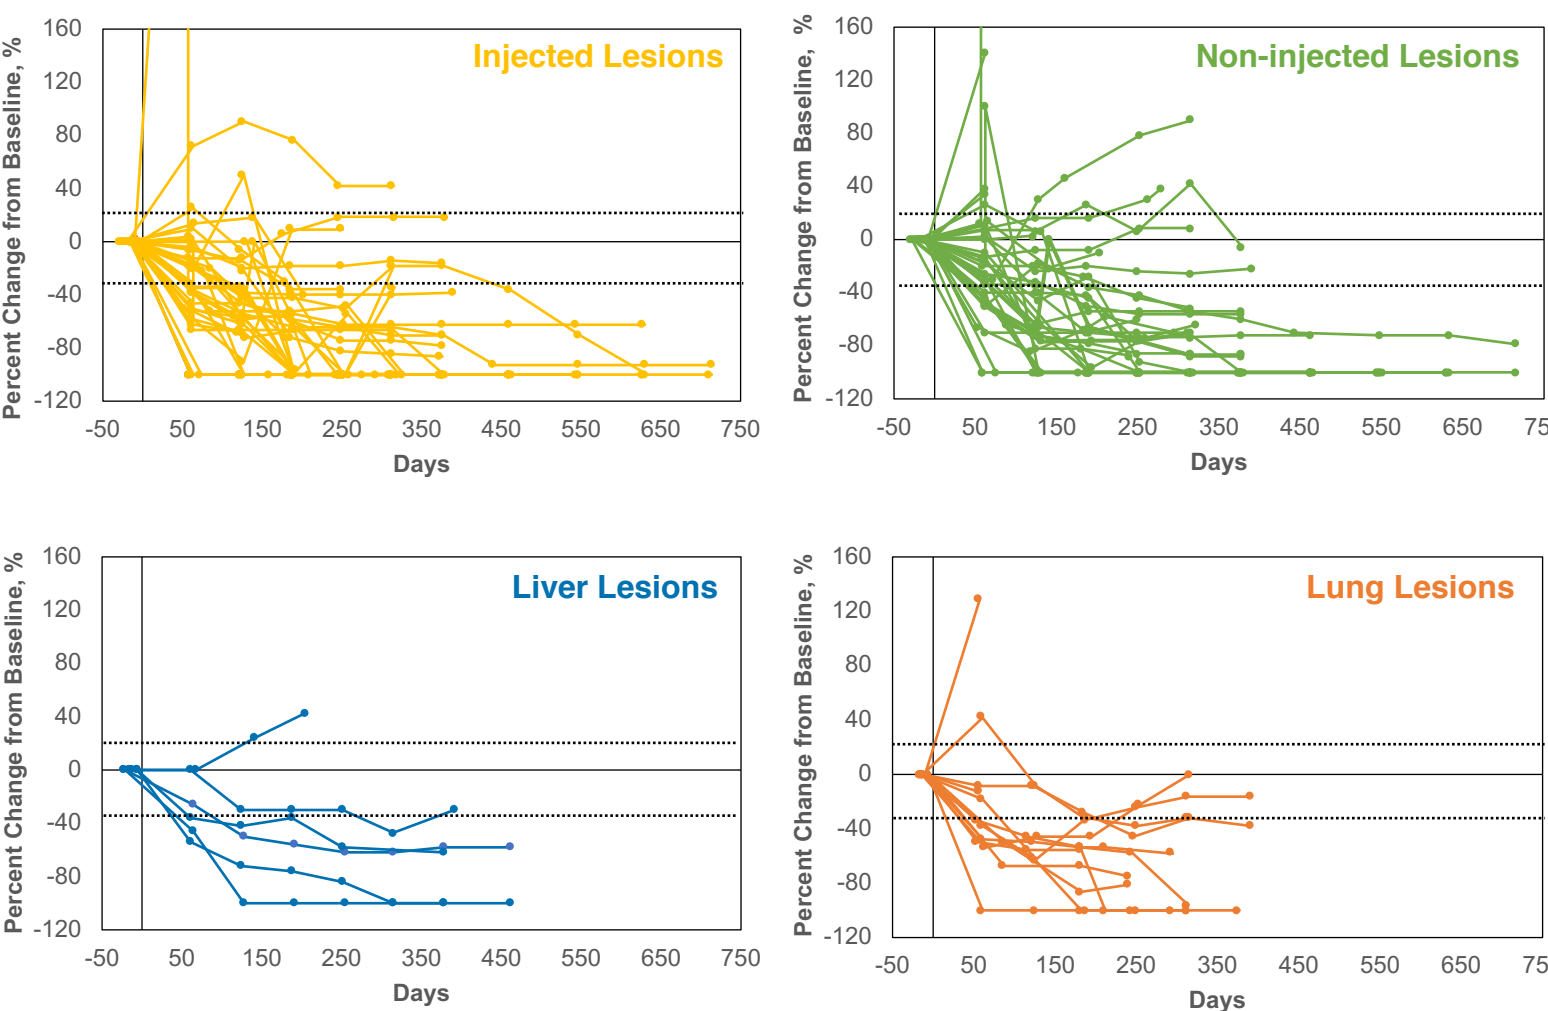 Injected Lesions
Percent Change from Baseline, %
160
120
80
40
0
-40
-80
-120
-50 50 150 250 350 450 550 650 750
Days
Non-injected Lesions
Percent Change from Baseline, %
160
120
80
40
0
-40
-80
-120
-50 50 150 250 350 450 550 650 75
Days
Liver Lesions
Percent Change from Baseline, %
160
120
80
40
0
-40
-80
-120
-50 50 150 250 350 450 550 650 750
Days
Lung Lesions
Percent Change from Baseline, %
160
120
80
40
0
-40
-80
-120
-50 50 150 250 350 450 550 650 75
Days